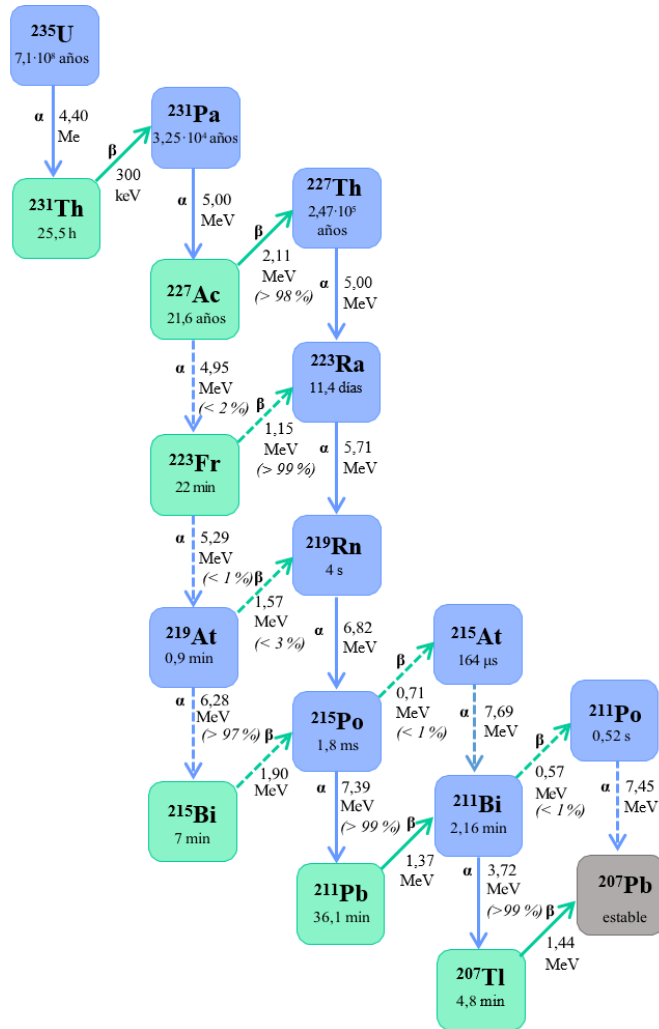 ²³⁵U
7,1·10⁸ años
α
4,40
Me
²³¹Pa
3,25·10⁴ años
β
300
keV
²³¹Th
25,5 h
α
5,00
MeV
²²⁷Th
2,47·10⁵
años
β
2,11
MeV
(> 98 %)
²²⁷Ac
21,6 años
α
5,00
MeV
α
4,95
MeV
(< 2 %)
²²³Ra
11,4 días
β
1,15
MeV
(> 99 %)
²²³Fr
22 min
α
5,71
MeV
α
5,29
MeV
(< 1 %)
²¹⁹Rn
4 s
β
1,57
MeV
(< 3 %)
²¹⁹At
0,9 min
α
6,82
MeV
²¹⁵At
164 µs
β
0,71
MeV
(< 1 %)
α
6,28
MeV
(> 97 %)
²¹⁵Po
1,8 ms
β
1,90
MeV
α
7,69
MeV
²¹¹Po
0,52 s
β
0,57
MeV
(< 1 %)
²¹⁵Bi
7 min
α
7,39
MeV
(> 99 %)
²¹¹Bi
2,16 min
α
7,45
MeV
β
1,37
MeV
²¹¹Pb
36,1 min
α
3,72
MeV
(>99 %)
²⁰⁷Pb
estable
β
1,44
MeV
²⁰⁷Tl
4,8 min